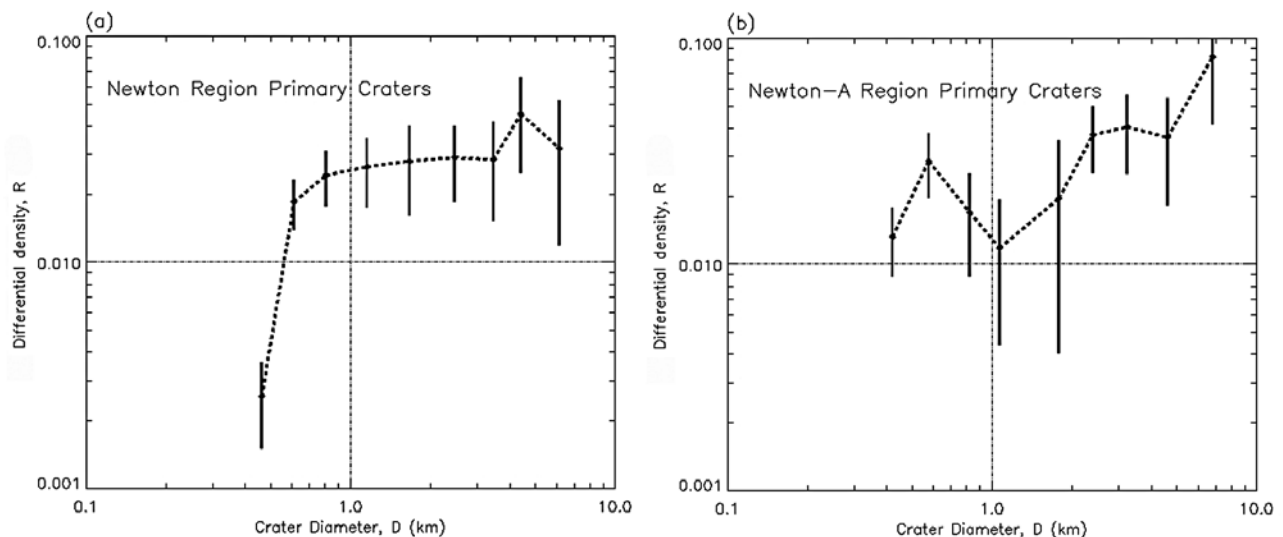 (a)
0.100
Newton Region Primary Craters
Differential density, R
0.010
0.001
0.1
1.0
10.0
Crater Diameter, D (km)
(b)
0.100
Newton-A Region Primary Craters
Differential density, R
0.010
0.001
0.1
1.0
10.0
Crater Diameter, D (km)